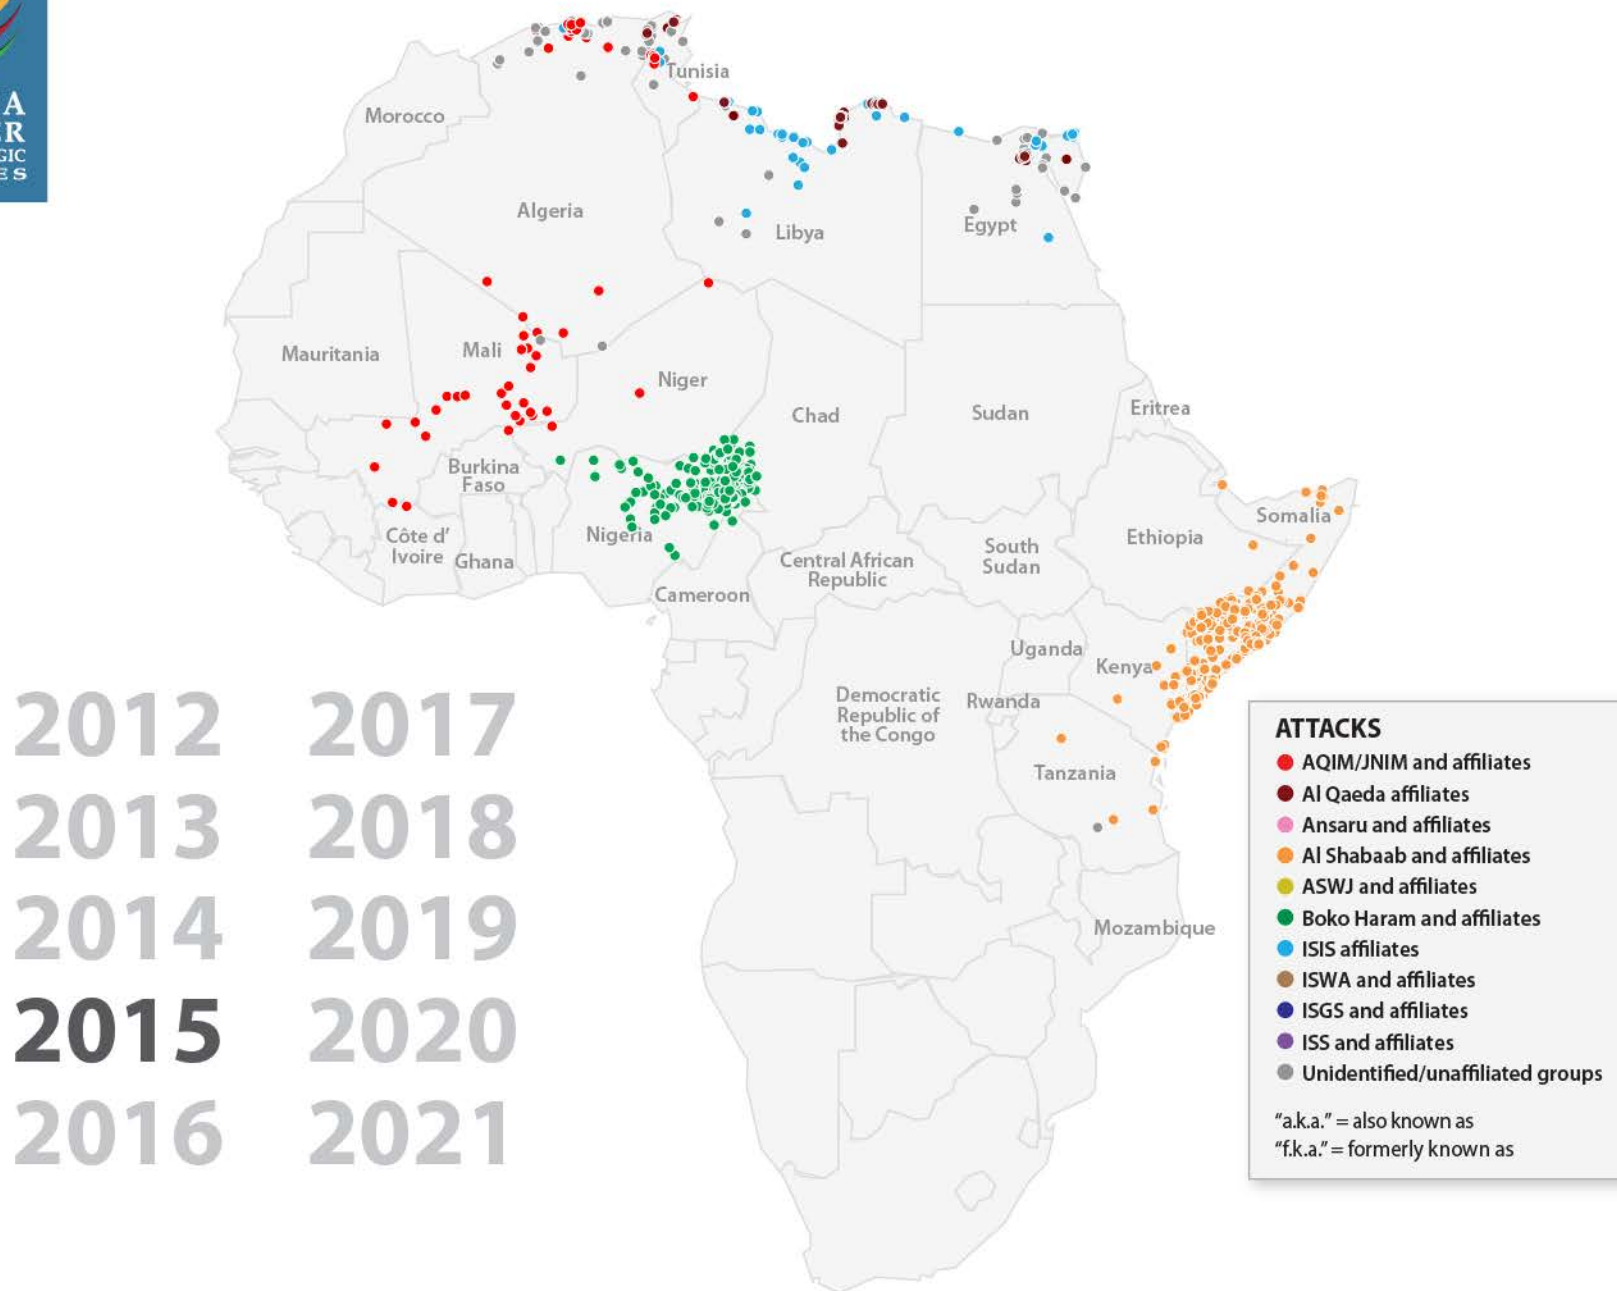 A
ER
GIC
ES
Tunisia
Morocco
Algeria
Libya
Egypt
Mauritania
Mali
Niger
Chad
Sudan
Eritrea
Burkina
Faso
Nigeria
Côte d’
Ivoire
Ghana
Cameroon
Central African
Republic
South
Sudan
Ethiopia
Somalia
Uganda
Kenya
Rwanda
Democratic
Republic of
the Congo
Tanzania
Mozambique
2012 2017
2013 2018
2014 2019
2015 2020
2016 2021
ATTACKS
AQIM/JNIM and affiliates
Al Qaeda affiliates
Ansaru and affiliates
Al Shabaab and affiliates
ASWJ and affiliates
Boko Haram and affiliates
ISIS affiliates
ISWA and affiliates
ISGS and affiliates
ISS and affiliates
Unidentified/unaffiliated groups
“a.k.a.” = also known as
“f.k.a.” = formerly known as